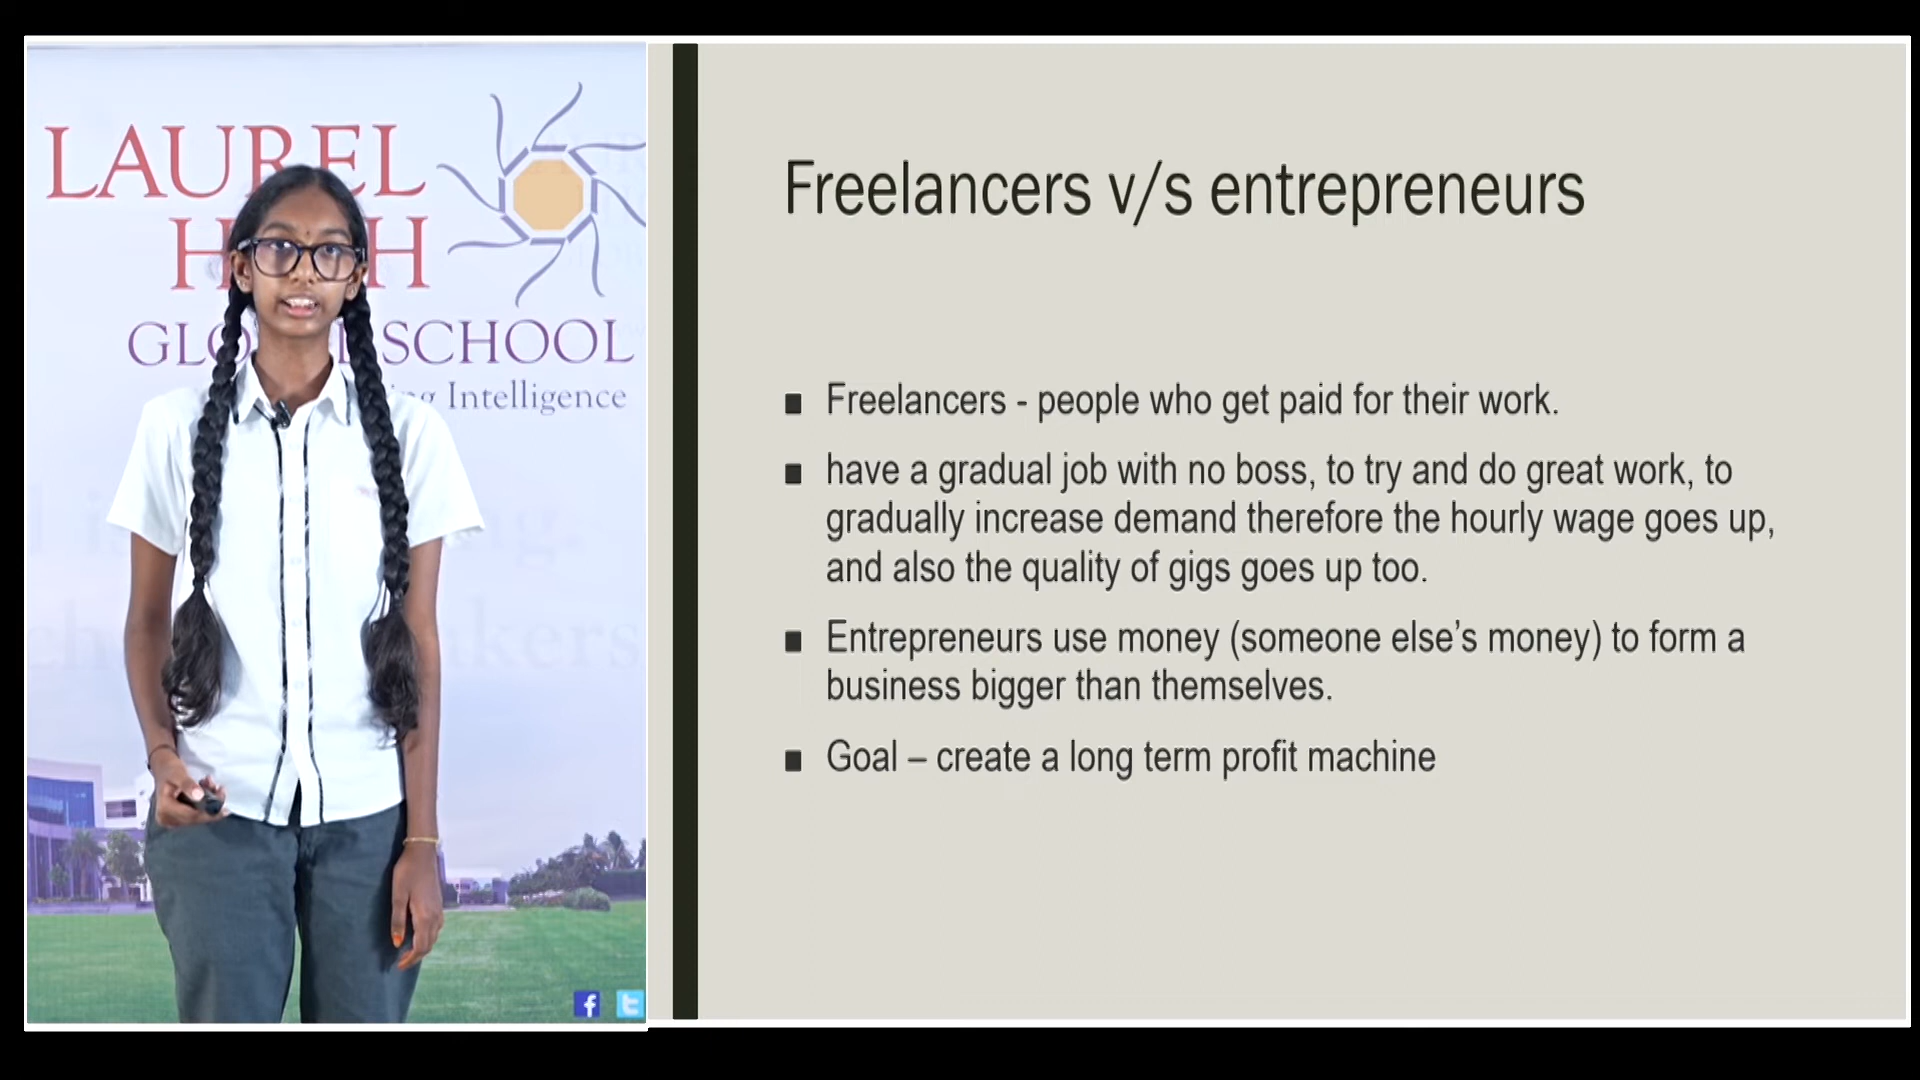 LAUREL
H H
GLO SCHOOL
ng Intelligence
Freelancers v/s entrepreneurs
■ Freelancers - people who get paid for their work.
■ have a gradual job with no boss, to try and do great work, to
gradually increase demand therefore the hourly wage goes up,
and also the quality of gigs goes up too.
■ Entrepreneurs use money (someone else’s money) to form a
business bigger than themselves.
■ Goal – create a long term profit machine